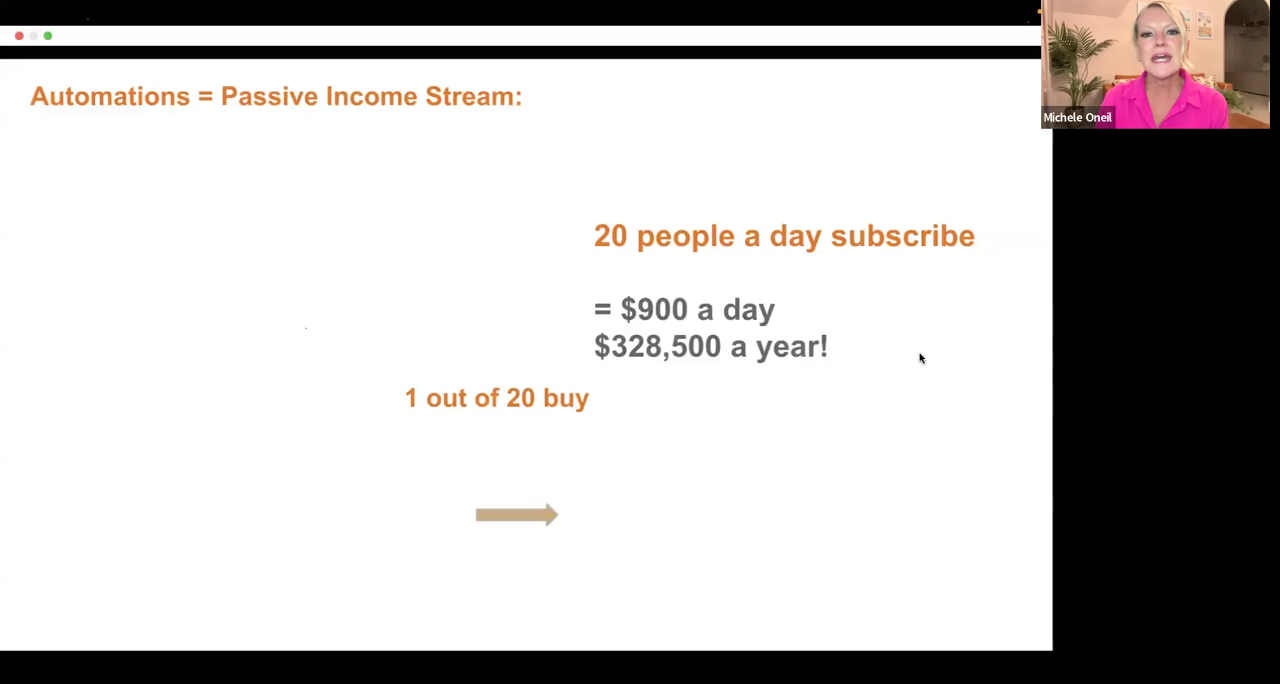 Michele Oneil
Automations = Passive Income Stream:
20 people a day subscribe
= $900 a day
$328,500 a year!
1 out of 20 buy